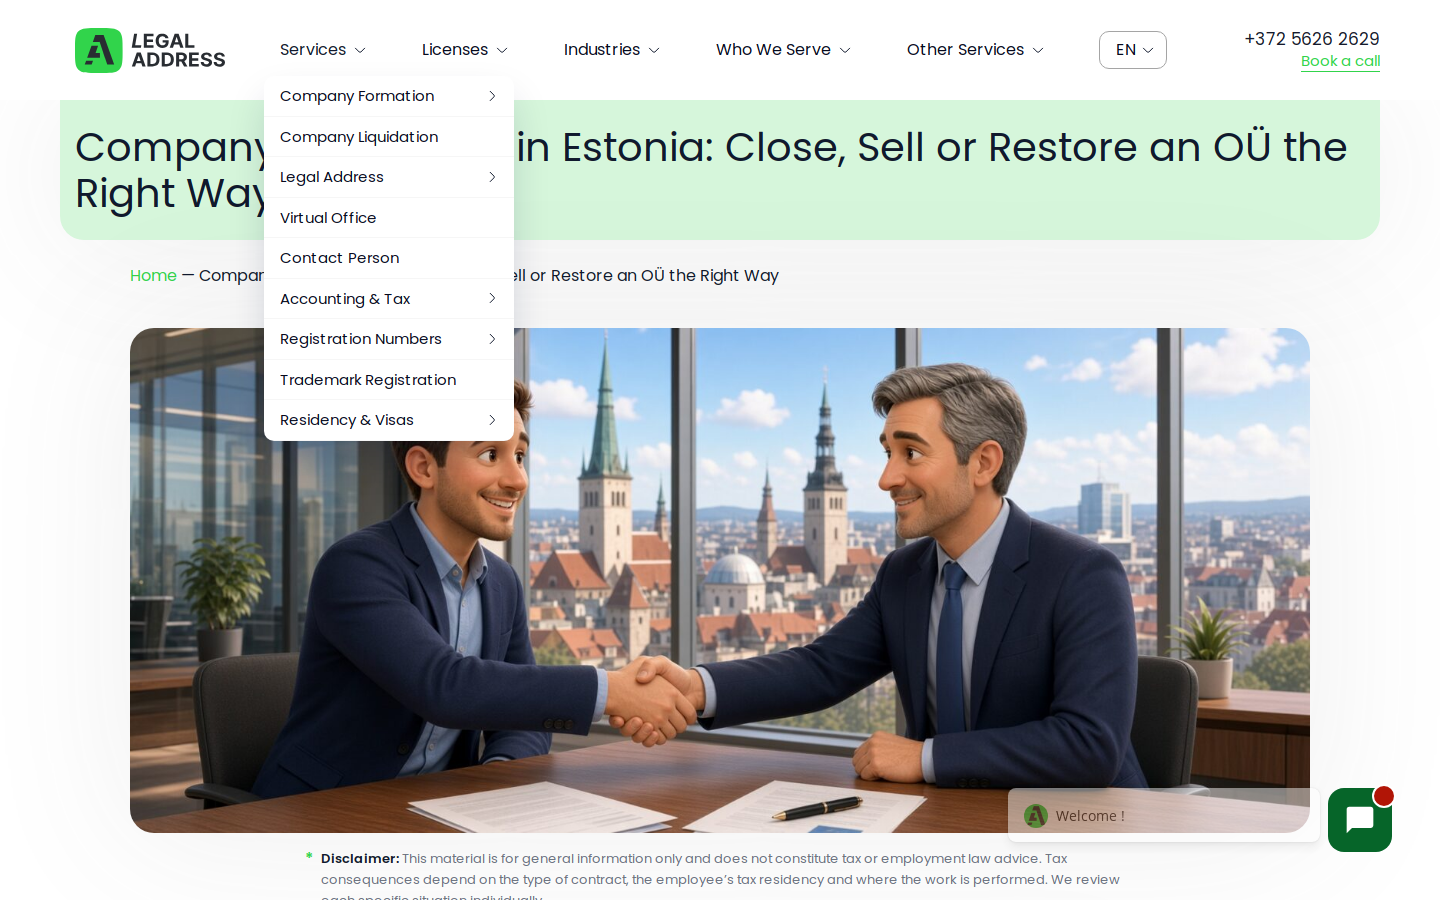 LEGAL
ADDRESS
Services
Licenses
Industries
Who We Serve
Other Services
EN
+372 5626 2629
Book a call
Company Formation
Company Liquidation
Legal Address
Virtual Office
Contact Person
Accounting & Tax
Registration Numbers
Trademark Registration
Residency & Visas
Company in Estonia: Close, Sell or Restore an OÜ the
Right Way
Home — Compan ell or Restore an OÜ the Right Way
Welcome !
* Disclaimer: This material is for general information only and does not constitute tax or employment law advice. Tax
consequences depend on the type of contract, the employee's tax residency and where the work is performed. We review
each specific situation individually.